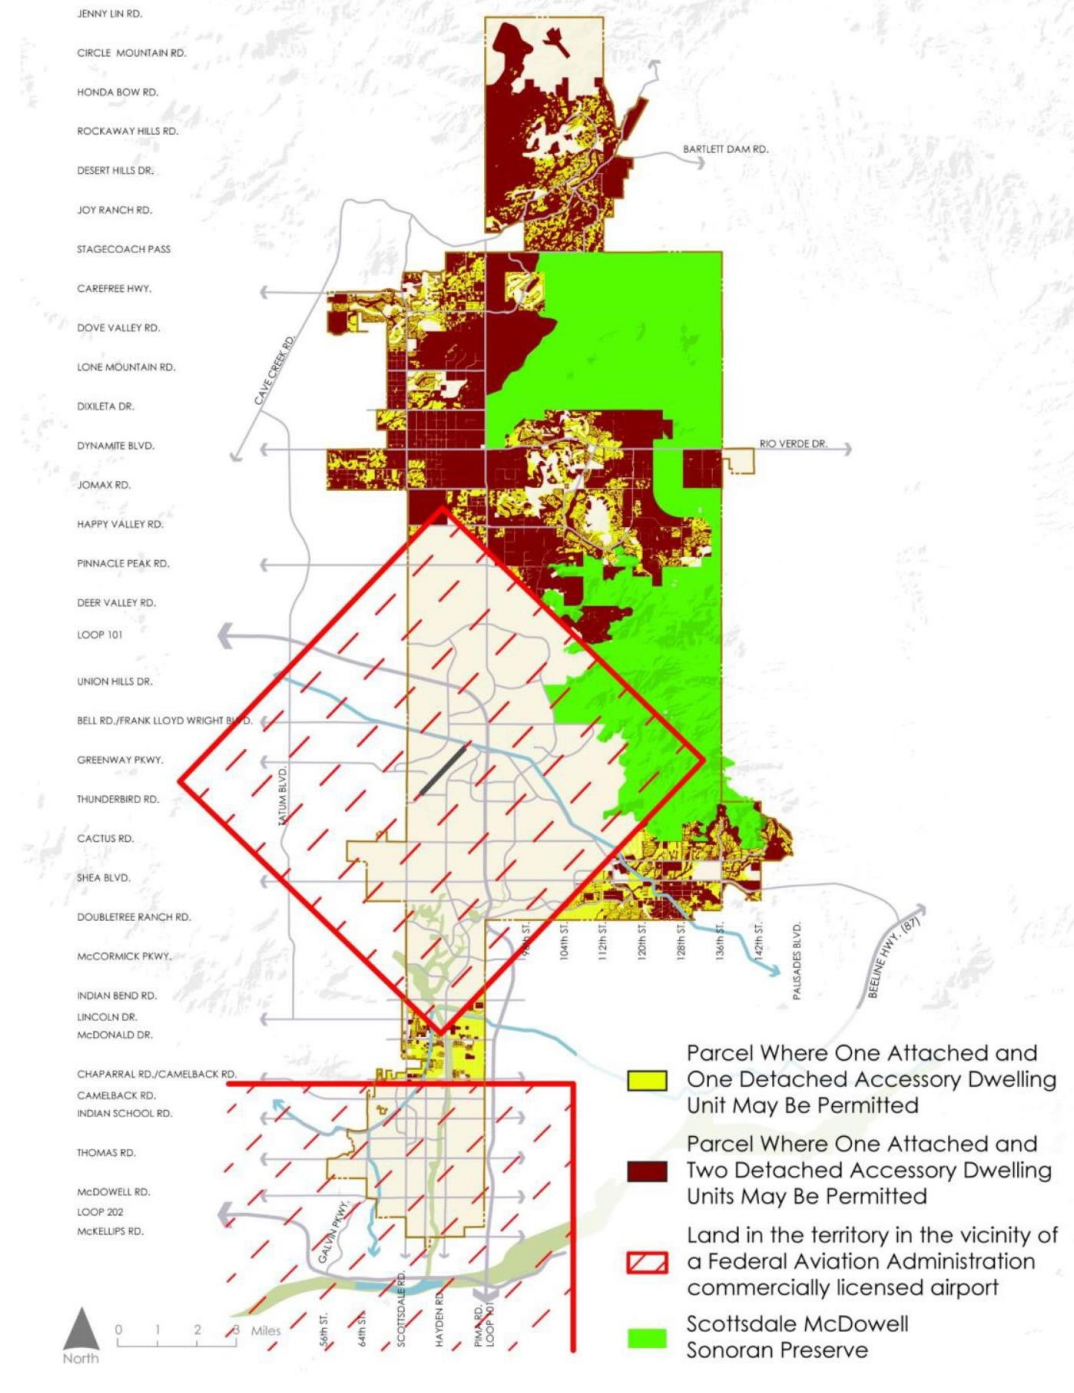 JENNY LIN RD.
CIRCLE MOUNTAIN RD.
HONDA BOW RD.
ROCKAWAY HILLS RD.
BARTLETT DAM RD.
DESERT HILLS DR.
JOY RANCH RD.
STAGECOACH PASS
CAREFREE HWY.
DOVE VALLEY RD.
LONE MOUNTAIN RD.
CAVE CREEK RD.
DIXILETA DR.
DYNAMITE BLVD.
RIO VERDE DR.
JOMAX RD.
HAPPY VALLEY RD.
PINNACLE PEAK RD.
DEER VALLEY RD.
LOOP 101
UNION HILLS DR.
BELL RD./FRANK LLOYD WRIGHT BLVD.
GREENWAY PKWY.
TATUM BLVD.
THUNDERBIRD RD.
CACTUS RD.
SHEA BLVD.
DOUBLETREE RANCH RD.
104th ST.
112th ST.
120th ST.
128th ST.
136th ST.
142th ST.
PALISADES BLVD.
BEELINE HWY. (87)
McCORMICK PKWY.
INDIAN BEND RD.
LINCOLN DR.
McDONALD DR.
CHAPARRAL RD./CAMELBACK RD.
CAMELBACK RD.
INDIAN SCHOOL RD.
THOMAS RD.
McDOWELL RD.
LOOP 202
McKELLIPS RD.
GALVIN PKWY.
56th ST.
64th ST.
SCOTTSDALE RD.
HAYDEN RD.
PIMA RD.
LOOP 101
North
0 1 2 3 Miles
Parcel Where One Attached and
One Detached Accessory Dwelling
Unit May Be Permitted
Parcel Where One Attached and
Two Detached Accessory Dwelling
Units May Be Permitted
Land in the territory in the vicinity of
a Federal Aviation Administration
commercially licensed airport
Scottsdale McDowell
Sonoran Preserve